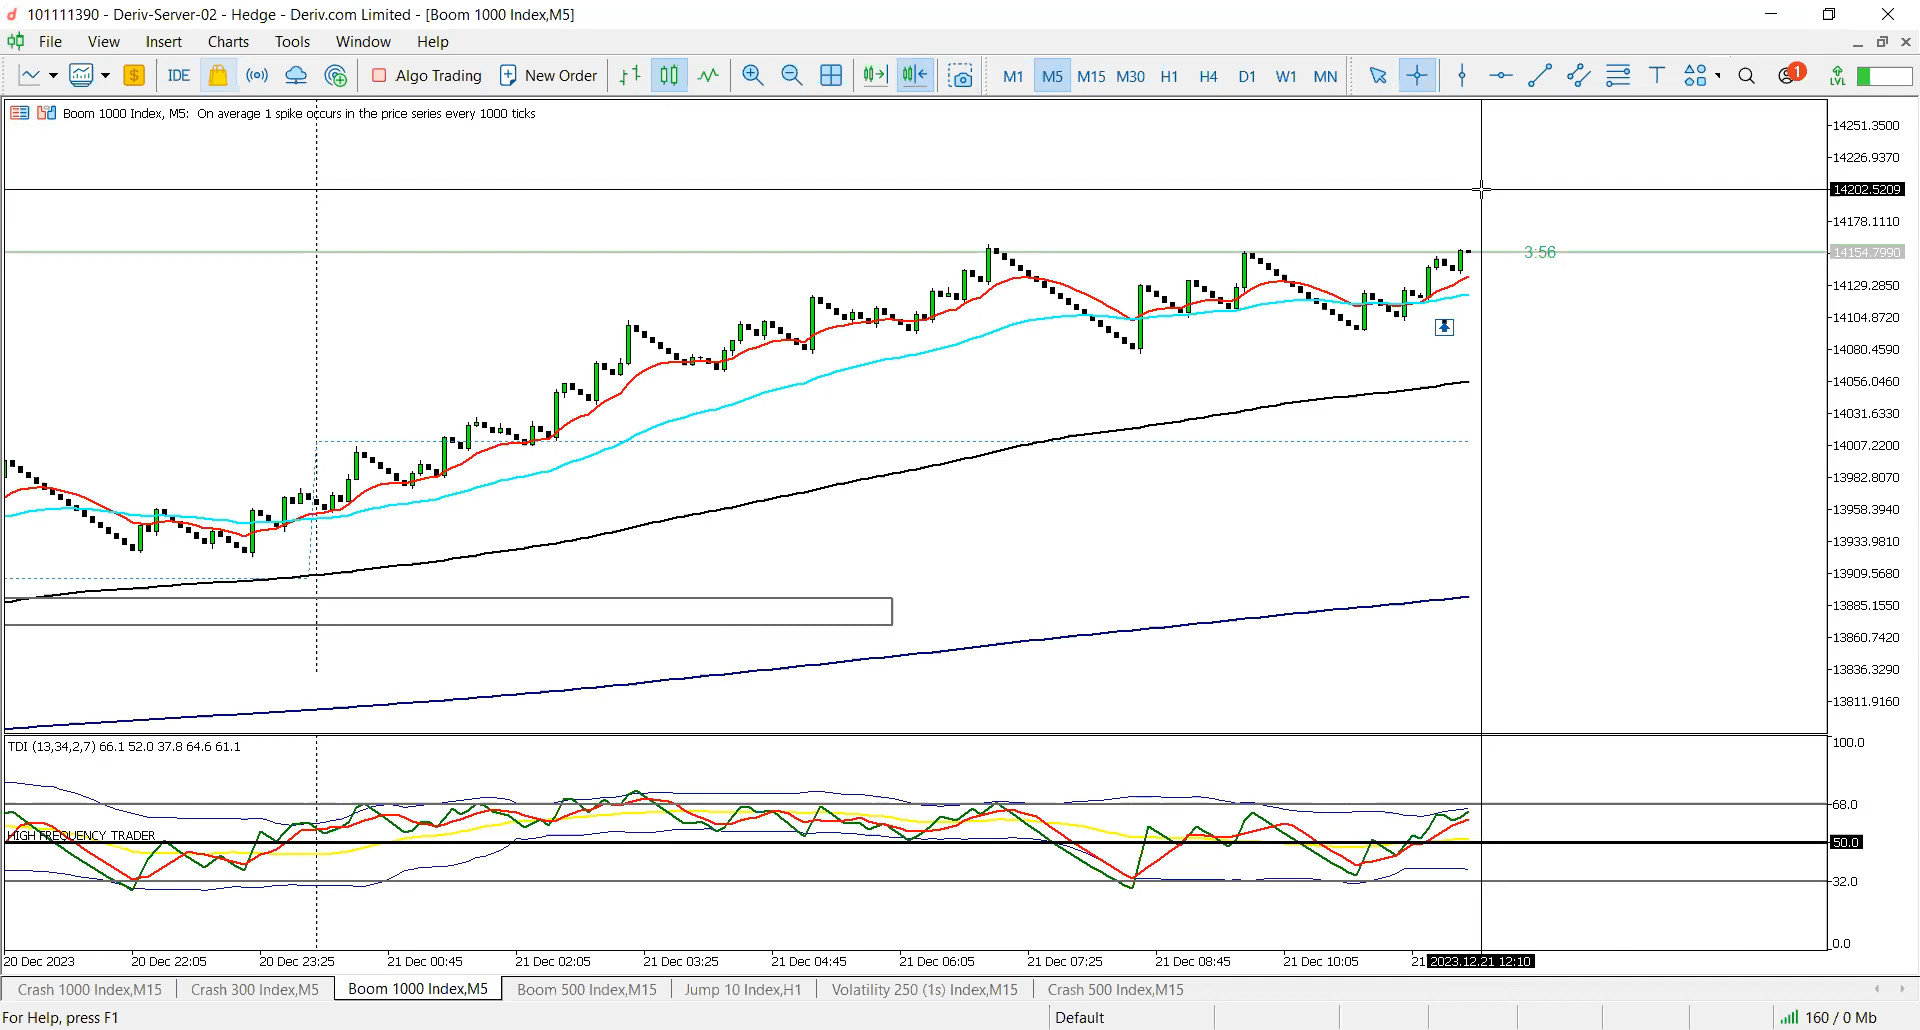 101111390 - Deriv-Server-02 - Hedge - Deriv.com Limited - [Boom 1000 Index,M5]
File View Insert Charts Tools Window Help
$ IDE Algo Trading New Order M1 M5 M15 M30 H1 H4 D1 W1 MN T 1 LVL
Boom 1000 Index, M5: On average 1 spike occurs in the price series every 1000 ticks
14251.3500
14226.9370
14202.5209
14178.1110
3:56 14154.7990
14129.2850
14104.8720
14080.4590
14056.0460
14031.6330
14007.2200
13982.8070
13958.3940
13933.9810
13909.5680
13885.1550
13860.7420
13836.3290
13811.9160
TDI (13,34,2,7) 66.1 52.0 37.8 64.6 61.1
100.0
68.0
HIGH FREQUENCY TRADER
50.0
32.0
0.0
20 Dec 2023 20 Dec 22:05 20 Dec 23:25 21 Dec 00:45 21 Dec 02:05 21 Dec 03:25 21 Dec 04:45 21 Dec 06:05 21 Dec 07:25 21 Dec 08:45 21 Dec 10:05 21 2023.12.21 12:10
Crash 1000 Index,M15 Crash 300 Index,M5 Boom 1000 Index,M5 Boom 500 Index,M15 Jump 10 Index,H1 Volatility 250 (1s) Index,M15 Crash 500 Index,M15
For Help, press F1 Default 160 / 0 Mb